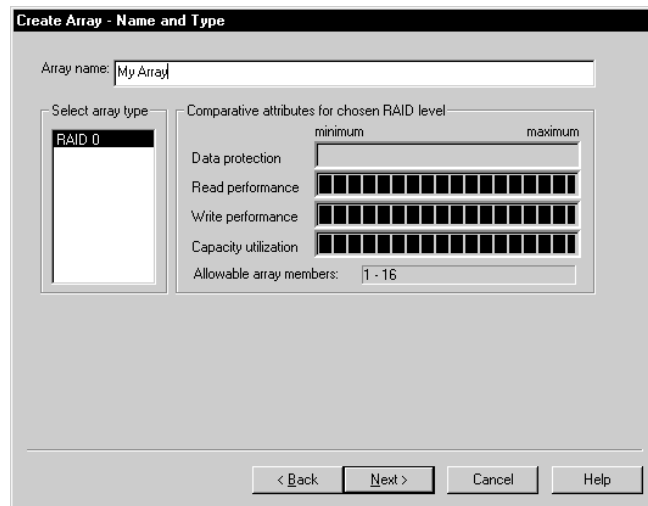 Create Array - Name and Type
Array name: My Array
Select array type
RAID 0
Comparative attributes for chosen RAID level
minimum maximum
Data protection
Read performance
Write performance
Capacity utilization
Allowable array members: 1 - 16
< Back Next > Cancel Help